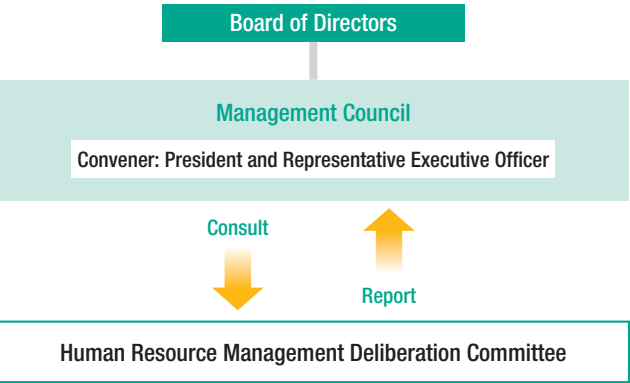 Board of Directors
Management Council
Convener: President and Representative Executive Officer
Consult
Report
Human Resource Management Deliberation Committee